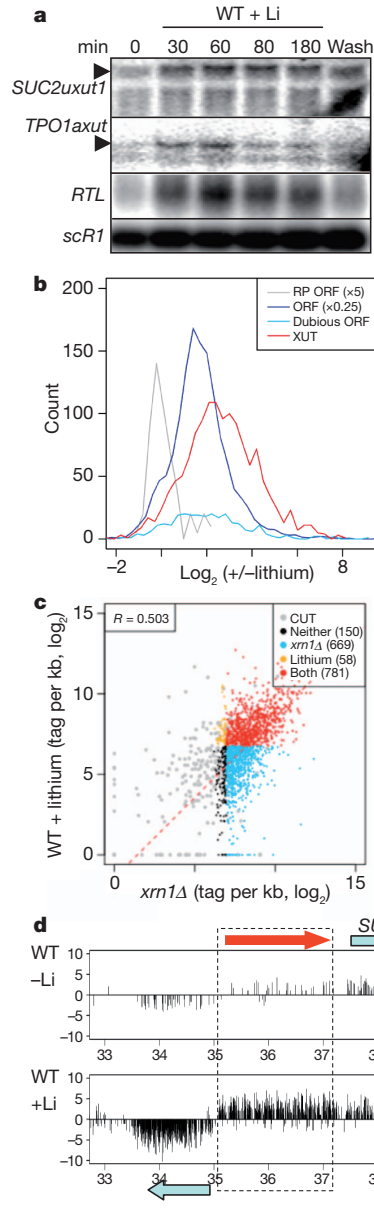 a
WT + Li
min 0 30 60 80 180 Wash
SUC2uxut1
TPO1axut
RTL
scR1
b
200
150
100
50
0
Count
RP ORF (×5)
ORF (×0.25)
Dubious ORF
XUT
−2 8
Log2 (+/−lithium)
c
15
10
5
0
WT + lithium (tag per kb, log2)
R = 0.503
CUT
Neither (150)
xrn1Δ (669)
Lithium (58)
Both (781)
0 15
xrn1Δ (tag per kb, log2)
d
SU
WT
−Li
10
5
0
−5
−10
33 34 35 36 37 3
WT
+Li
10
5
0
−5
−10
33 34 35 36 37 3